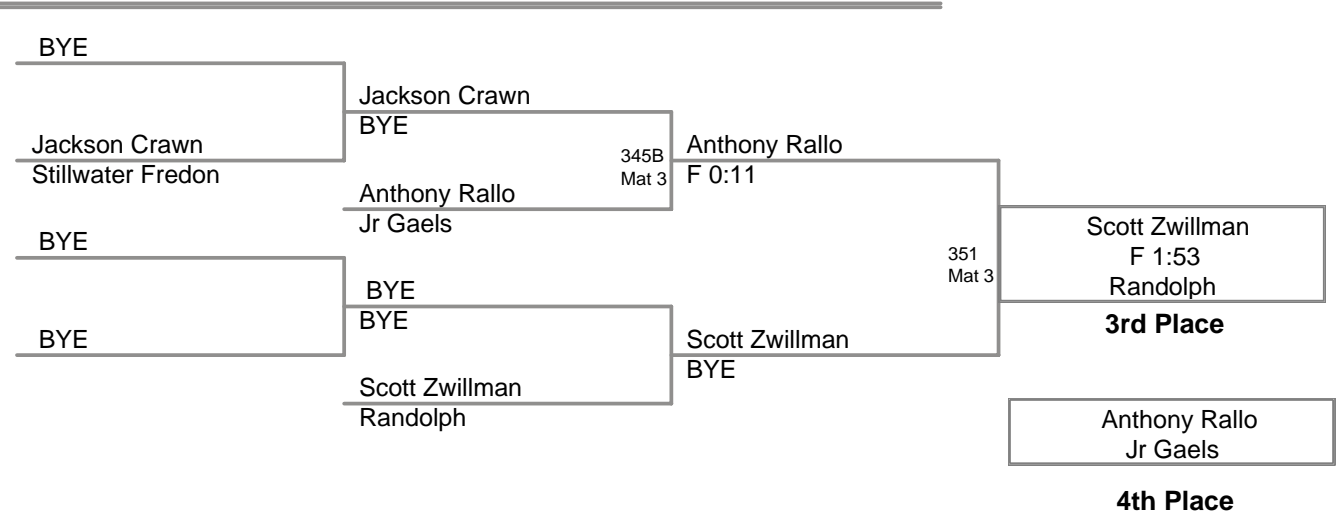 BYE
Jackson Crawn
Stillwater Fredon
BYE
BYE
Jackson Crawn
BYE
Anthony Rallo
Jr Gaels
BYE
BYE
Scott Zwillman
Randolph
345B
Mat 3
Anthony Rallo
F 0:11
Scott Zwillman
BYE
351
Mat 3
Scott Zwillman
F 1:53
Randolph
3rd Place
Anthony Rallo
Jr Gaels
4th Place